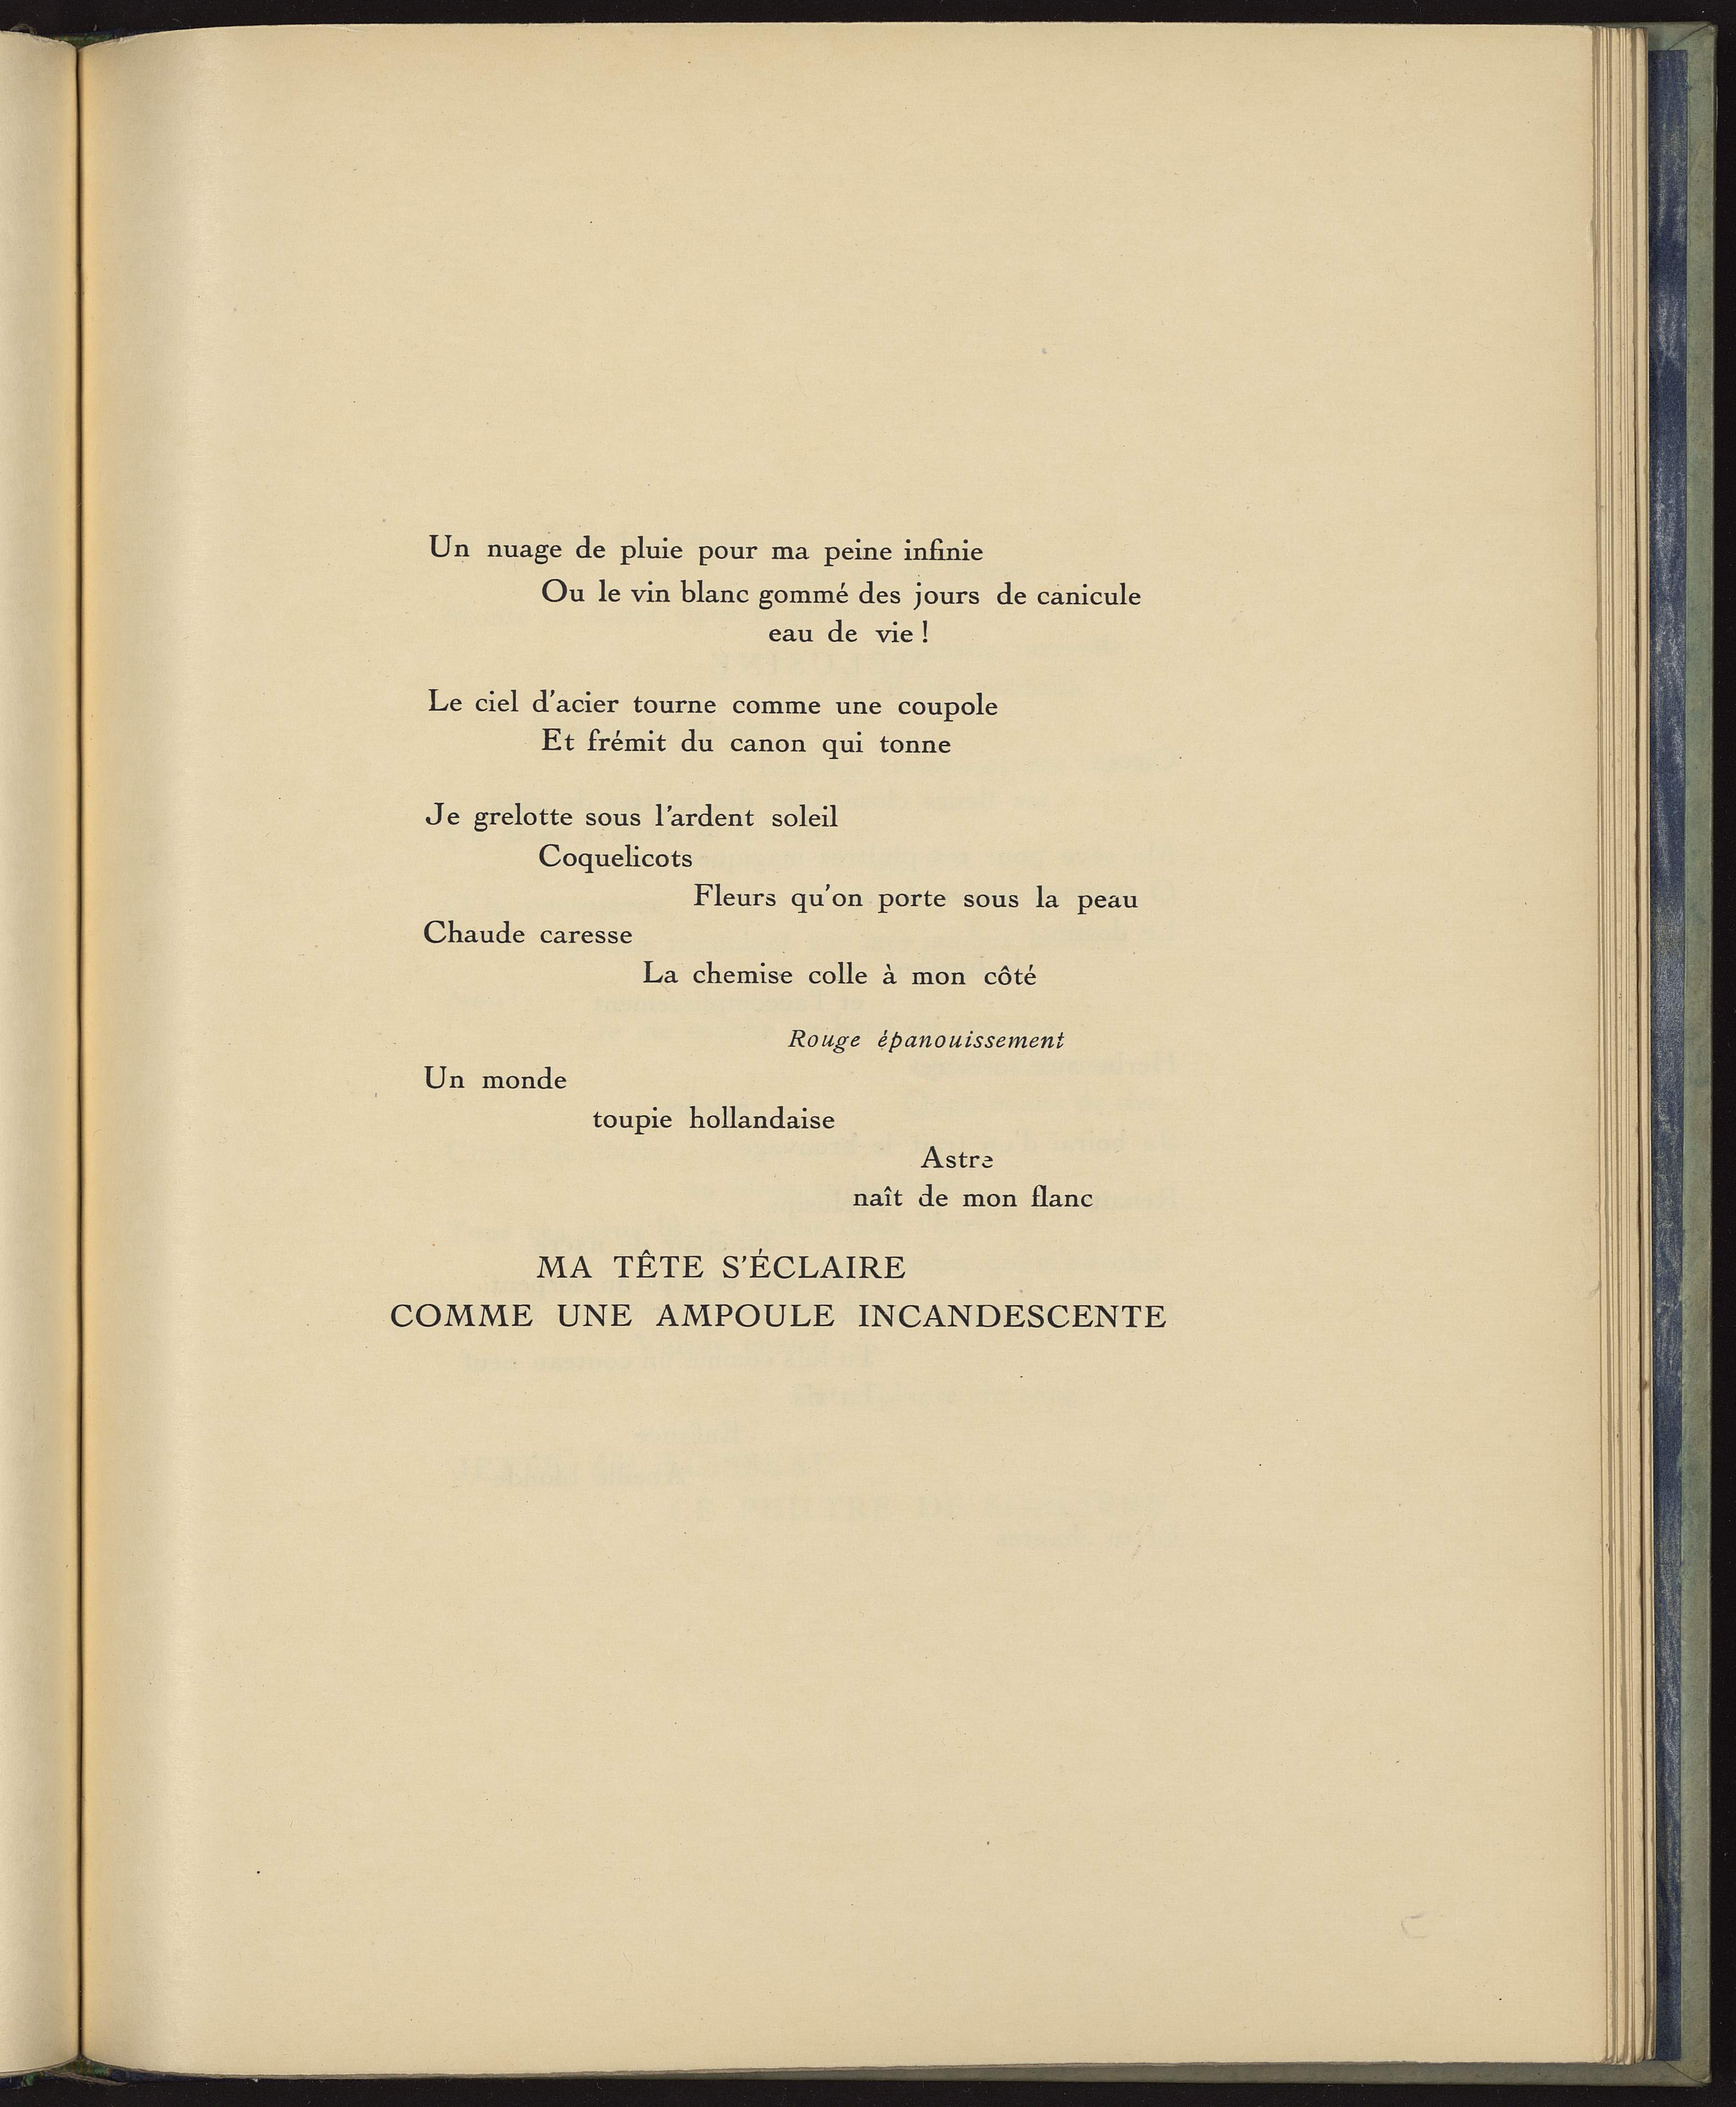 Un nuage de pluie pour ma peine infinie
Ou le vin blanc gommé des jours de canicule
eau de vie !
Le ciel d'acier tourne comme une coupole
Et frémit du canon qui tonne
Je grelotte sous l'ardent soleil
Coquelicots
Fleurs qu'on porte sous la peau
Chaude caresse
La chemise colle à mon côté
Rouge épanouissement
Un monde
toupie hollandaise
Astre
naît de mon flanc
MA TÊTE S'ÉCLAIRE
COMME UNE AMPOULE INCANDESCENTE